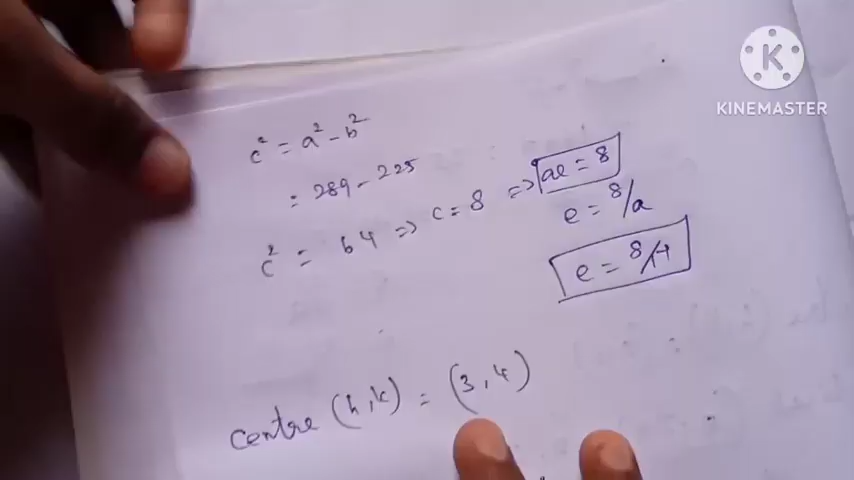 K
KINEMASTER
c² = a² - b²
= 289 - 225
c² = 64 => c = 8 => ae = 8
e = 8/a
e = 8/17
centre (h,k) = (3,4)